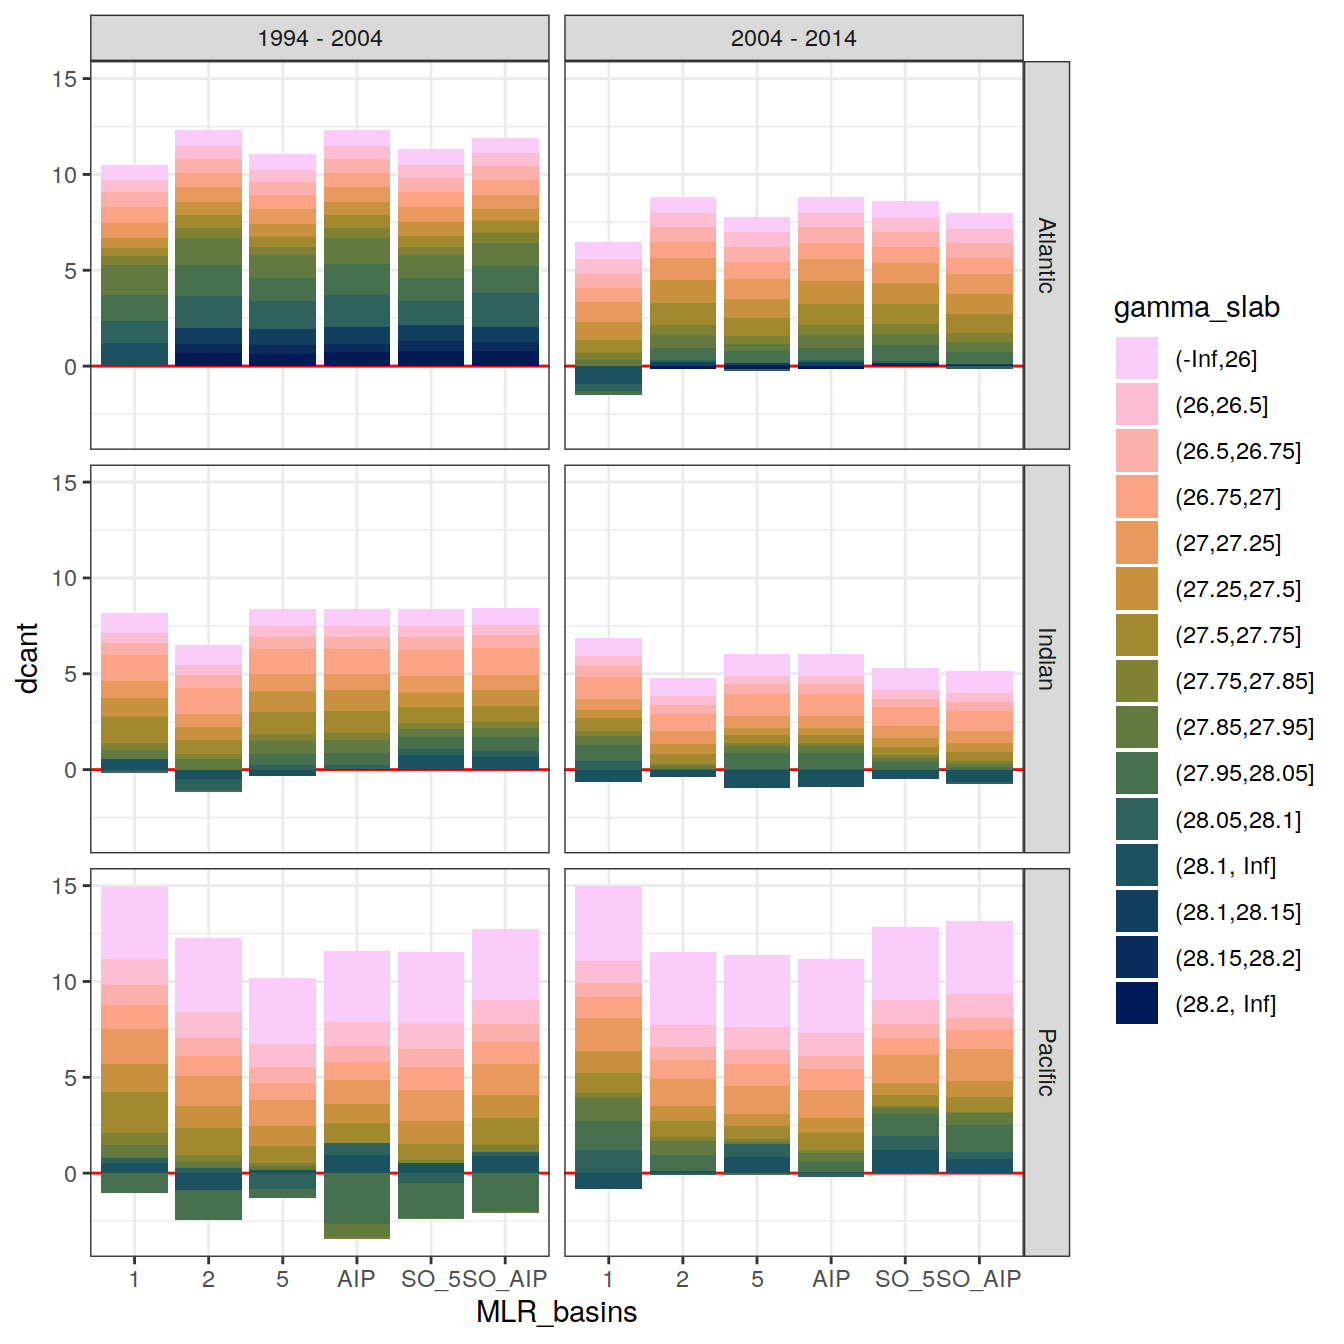 1994 - 2004
2004 - 2014
15
10
5
0
Atlantic
15
10
5
0
Indian
15
10
5
0
Pacific
dcant
1 2 5 AIP SO_5 SO_AIP
1 2 5 AIP SO_5 SO_AIP
MLR_basins
gamma_slab
(-Inf,26]
(26,26.5]
(26.5,26.75]
(26.75,27]
(27,27.25]
(27.25,27.5]
(27.5,27.75]
(27.75,27.85]
(27.85,27.95]
(27.95,28.05]
(28.05,28.1]
(28.1, Inf]
(28.1,28.15]
(28.15,28.2]
(28.2, Inf]